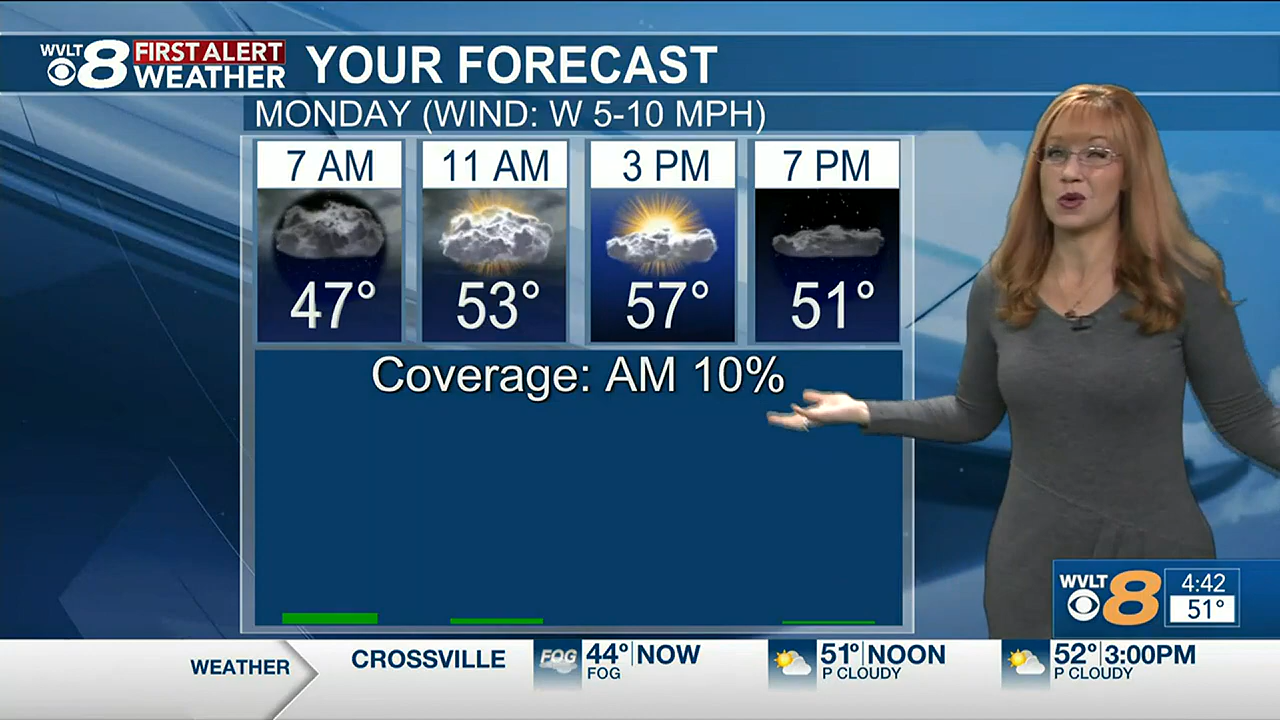 WVLT 8 FIRST ALERT WEATHER
YOUR FORECAST
MONDAY (WIND: W 5-10 MPH)
7 AM 11 AM 3 PM 7 PM
47° 53° 57° 51°
Coverage: AM 10%
WVLT 8
4:42
51°
WEATHER
CROSSVILLE
FOG 44° NOW
FOG
51° NOON
P CLOUDY
52° 3:00PM
P CLOUDY